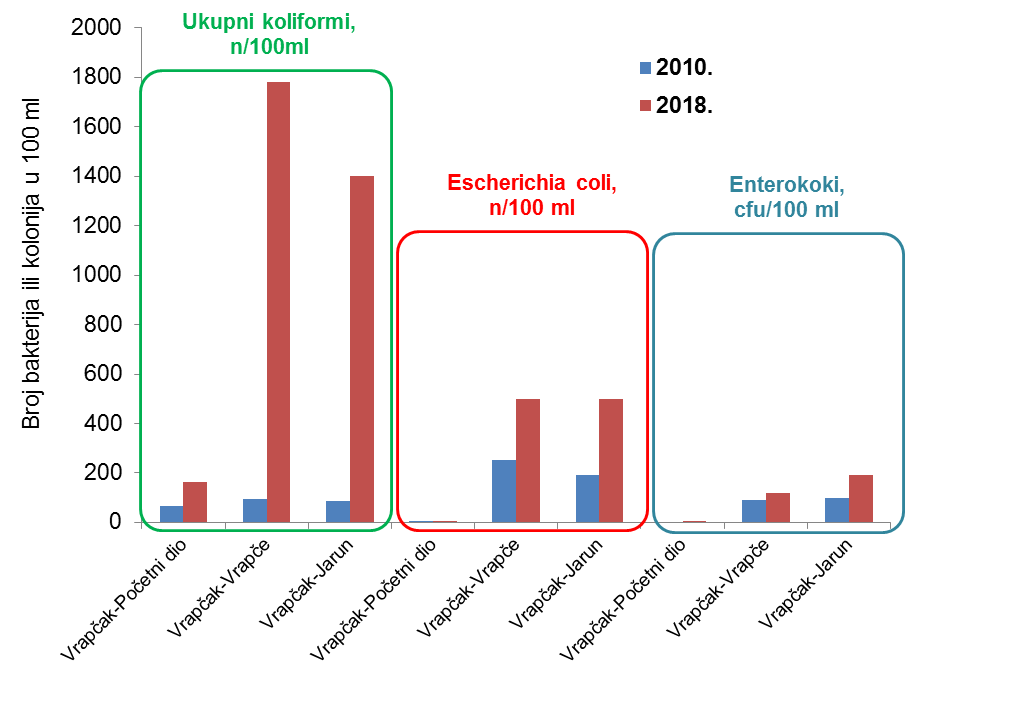 Ukupni koliformi,
n/100ml
2010.
2018.
Escherichia coli,
n/100 ml
Enterokoki,
cfu/100 ml
Broj bakterija ili kolonija u 100 ml
2000
1800
1600
1400
1200
1000
800
600
400
200
0
Vrapčak-Početni dio
Vrapčak-Vrapče
Vrapčak-Jarun
Vrapčak-Početni dio
Vrapčak-Vrapče
Vrapčak-Jarun
Vrapčak-Početni dio
Vrapčak-Vrapče
Vrapčak-Jarun